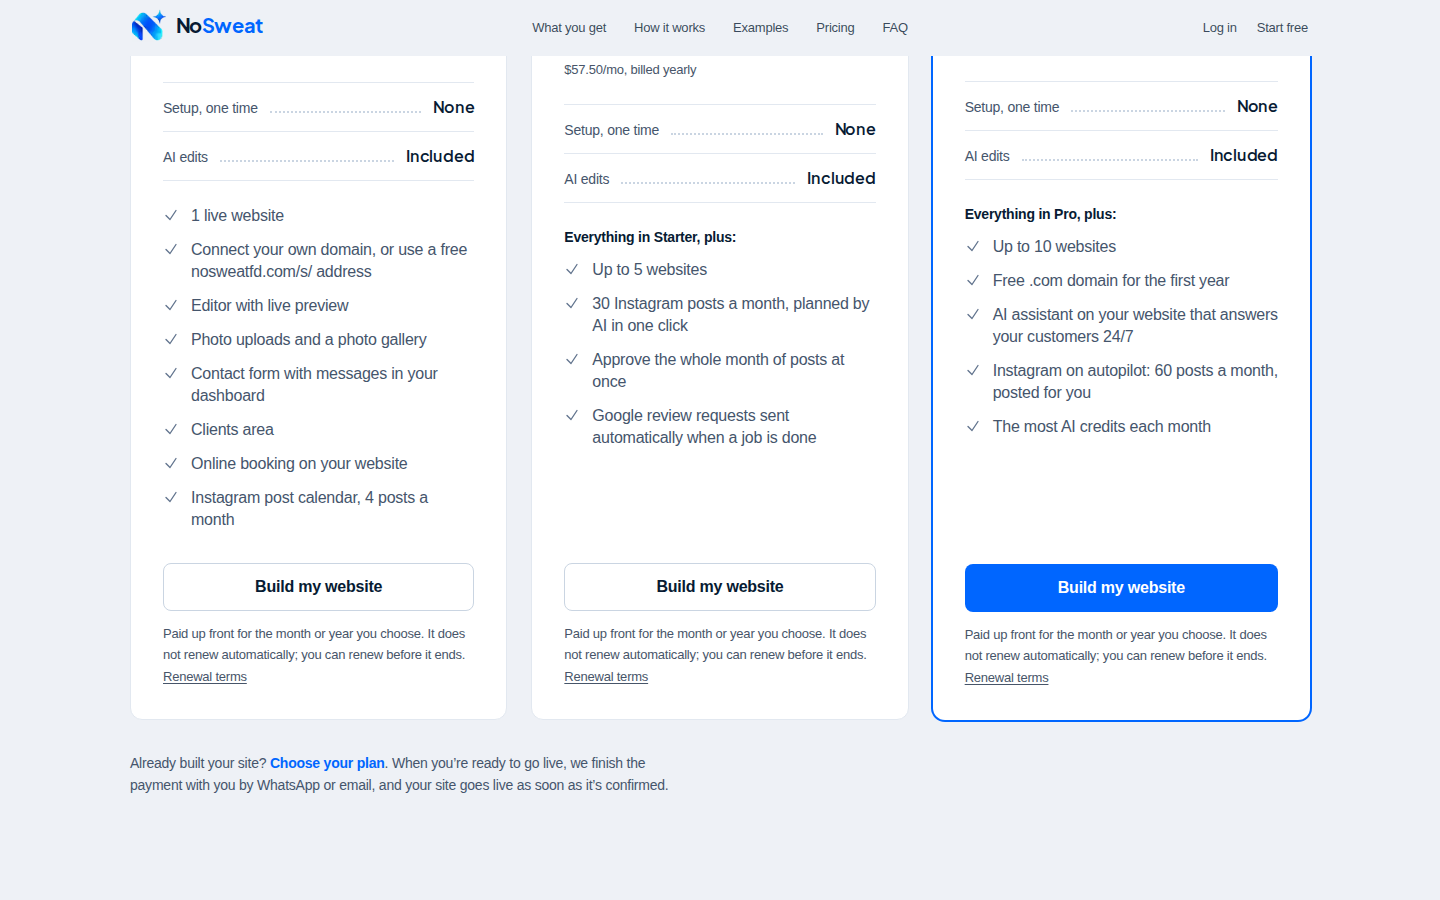 NoSweat
What you get
How it works
Examples
Pricing
FAQ
Log in
Start free
Setup, one time
None
AI edits
Included
1 live website
Connect your own domain, or use a free
nosweatfd.com/s/ address
Editor with live preview
Photo uploads and a photo gallery
Contact form with messages in your
dashboard
Clients area
Online booking on your website
Instagram post calendar, 4 posts a
month
Build my website
Paid up front for the month or year you choose. It does
not renew automatically; you can renew before it ends.
Renewal terms
$57.50/mo, billed yearly
Setup, one time
None
AI edits
Included
Everything in Starter, plus:
Up to 5 websites
30 Instagram posts a month, planned by
AI in one click
Approve the whole month of posts at
once
Google review requests sent
automatically when a job is done
Build my website
Paid up front for the month or year you choose. It does
not renew automatically; you can renew before it ends.
Renewal terms
Setup, one time
None
AI edits
Included
Everything in Pro, plus:
Up to 10 websites
Free .com domain for the first year
AI assistant on your website that answers
your customers 24/7
Instagram on autopilot: 60 posts a month,
posted for you
The most AI credits each month
Build my website
Paid up front for the month or year you choose. It does
not renew automatically; you can renew before it ends.
Renewal terms
Already built your site? Choose your plan. When you’re ready to go live, we finish the
payment with you by WhatsApp or email, and your site goes live as soon as it’s confirmed.